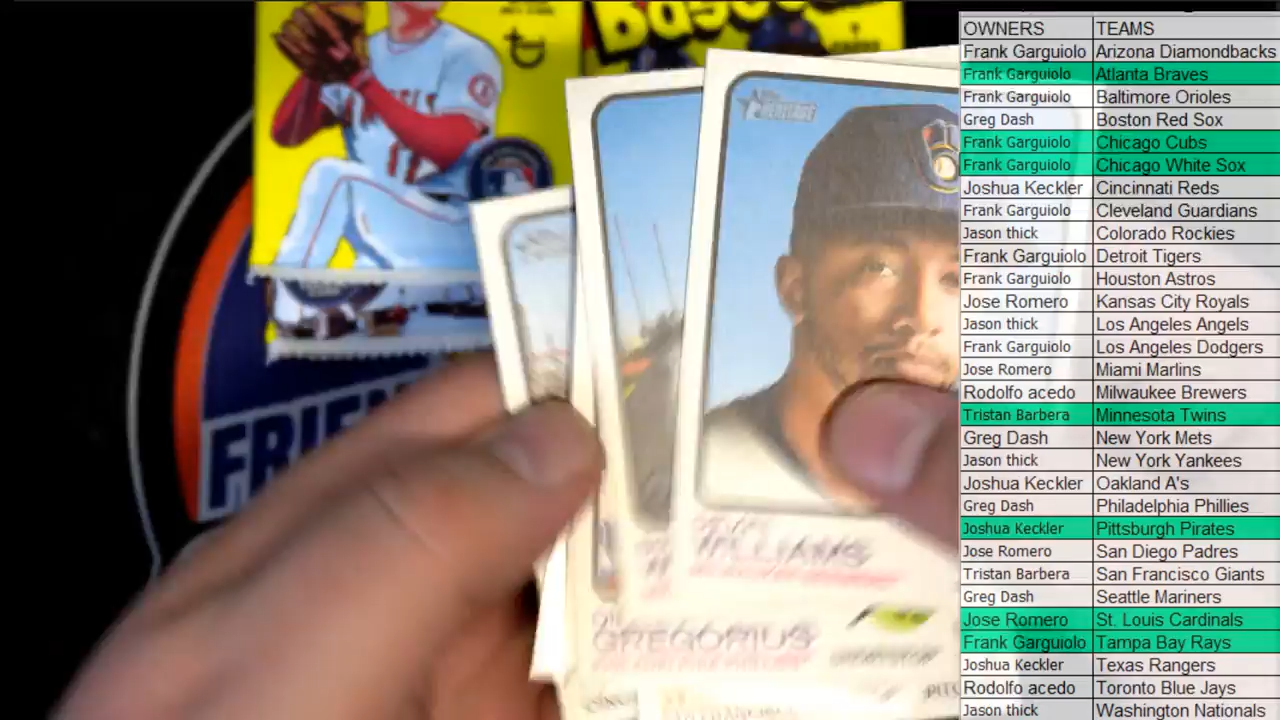 OWNERS TEAMS
Frank Garguiolo Arizona Diamondbacks
Frank Garguiolo Atlanta Braves
Frank Garguiolo Baltimore Orioles
Greg Dash Boston Red Sox
Frank Garguiolo Chicago Cubs
Frank Garguiolo Chicago White Sox
Joshua Keckler Cincinnati Reds
Frank Garguiolo Cleveland Guardians
Jason thick Colorado Rockies
Frank Garguiolo Detroit Tigers
Frank Garguiolo Houston Astros
Jose Romero Kansas City Royals
Jason thick Los Angeles Angels
Frank Garguiolo Los Angeles Dodgers
Jose Romero Miami Marlins
Rodolfo acedo Milwaukee Brewers
Tristan Barbera Minnesota Twins
Greg Dash New York Mets
Jason thick New York Yankees
Joshua Keckler Oakland A's
Greg Dash Philadelphia Phillies
Joshua Keckler Pittsburgh Pirates
Jose Romero San Diego Padres
Tristan Barbera San Francisco Giants
Greg Dash Seattle Mariners
Jose Romero St. Louis Cardinals
Frank Garguiolo Tampa Bay Rays
Joshua Keckler Texas Rangers
Rodolfo acedo Toronto Blue Jays
Jason thick Washington Nationals
HERITAGE
WILLIAMS
GREGORIUS